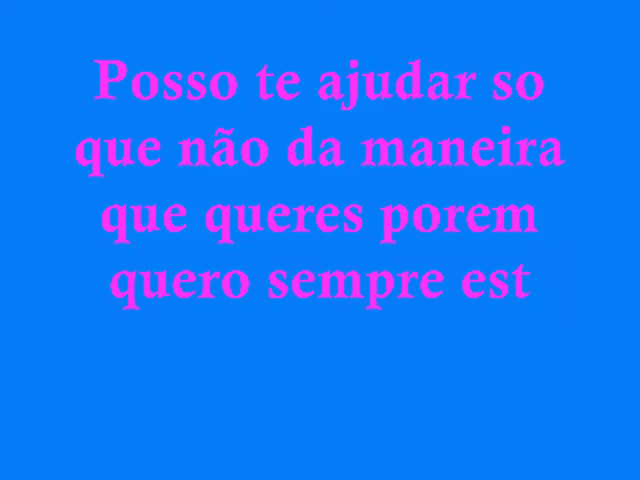 Posso te ajudar so
que não da maneira
que queres porem
quero sempre est